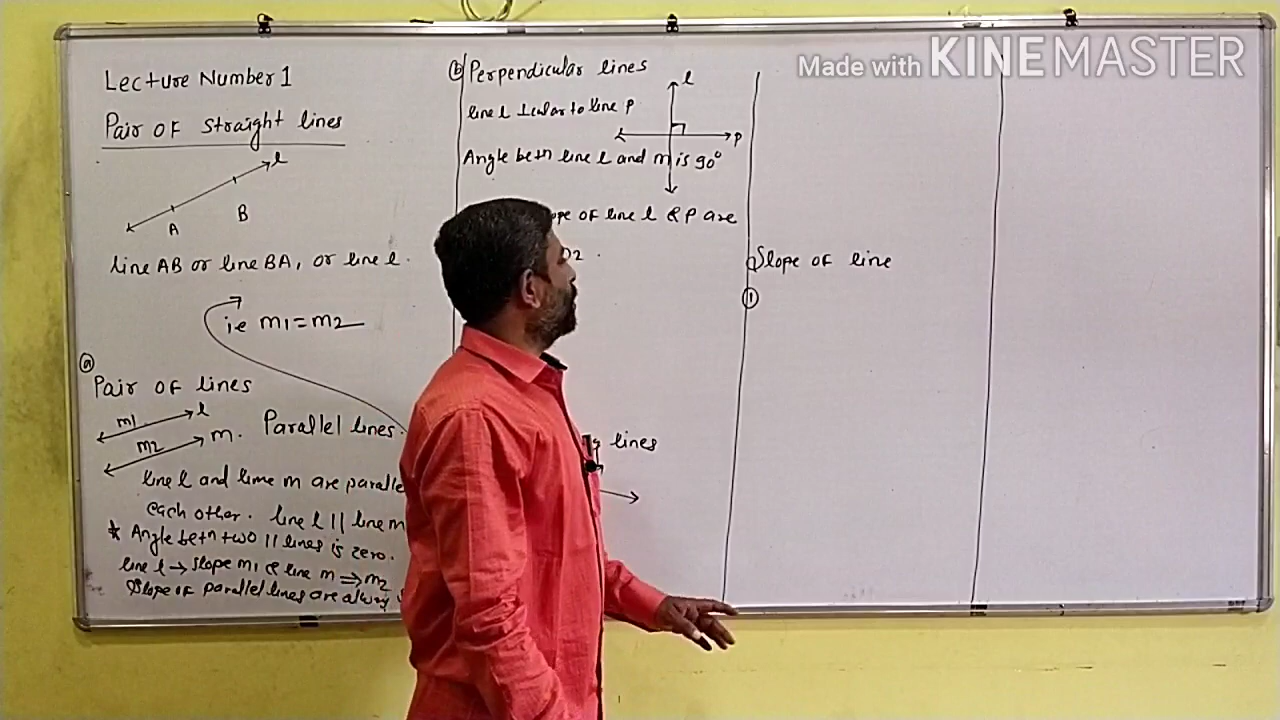 Lecture Number 1
Pair of straight lines
l
A
B
line AB or line BA, or line l.
ie m1=m2
a
Pair of lines
m1
l
m2
m.
Parallel lines.
line l and line m are paralle
each other. line l || line m
* Angle betn two || lines is zero.
line l → slope m1 & line m ⇒ m2
Slope of parallel lines are alway
b Perpendicular lines
l
line l ⊥cular to line P
P
Angle betn line l and m is 90°
ope of line l & P are
lines
Slope of line
1
Made with KINEMASTER